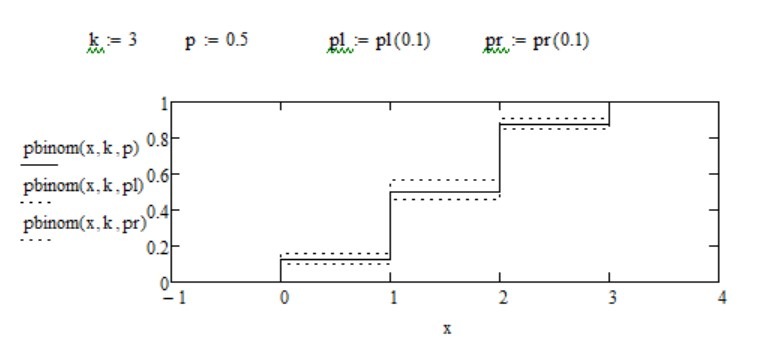 k := 3 p := 0.5 pl := pl(0.1) pr := pr(0.1)
1
pbinom(x,k,p)
0.8
pbinom(x,k,pl)
0.6
pbinom(x,k,pr)
0.4
0.2
0
− 1 0 1 2 3 4
x